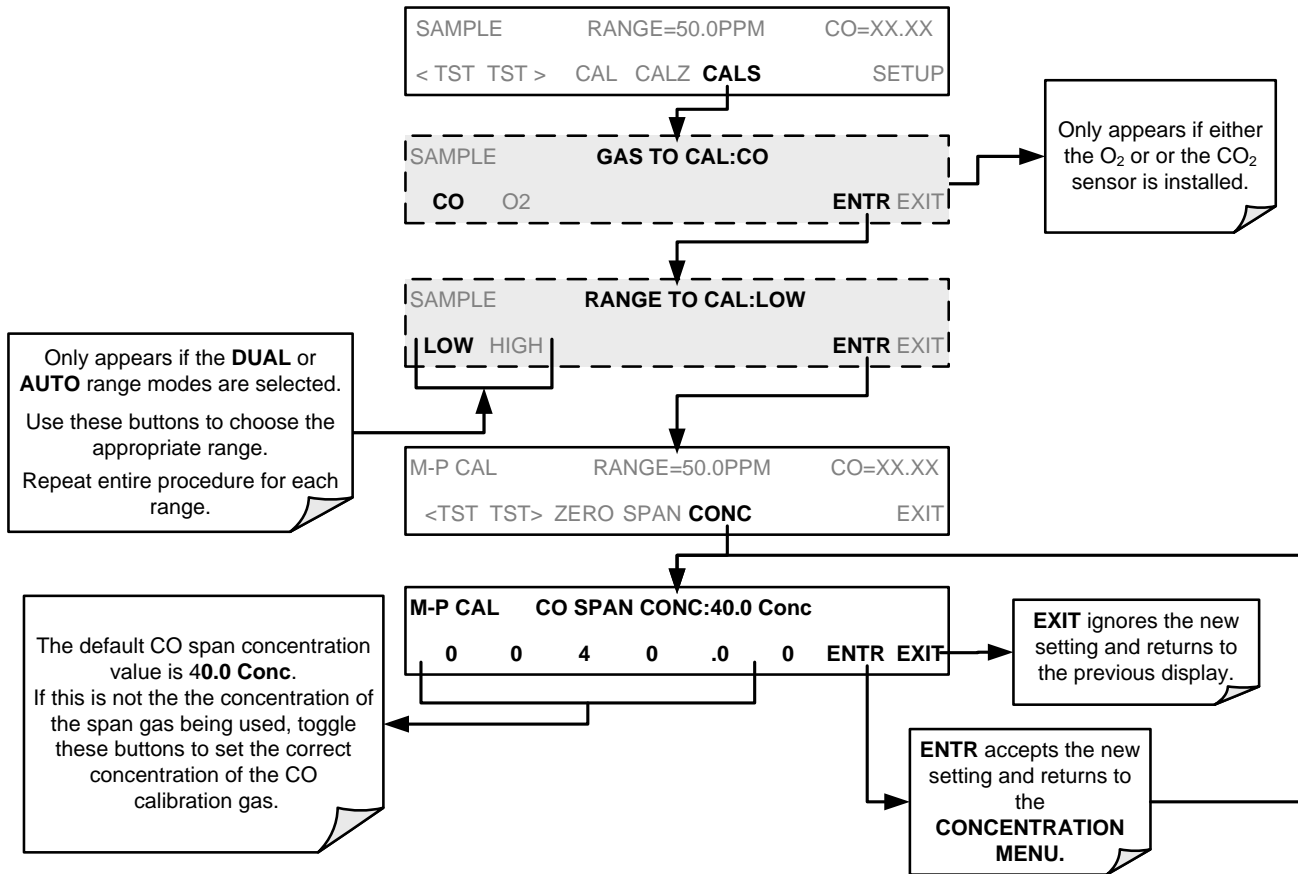 SAMPLE RANGE=50.0PPM CO=XX.XX
< TST TST > CAL CALZ CALS SETUP
SAMPLE GAS TO CAL:CO
CO O2 ENTR EXIT
Only appears if either
the O2 or or the CO2
sensor is installed.
SAMPLE RANGE TO CAL:LOW
LOW HIGH ENTR EXIT
Only appears if the DUAL or
AUTO range modes are selected.
Use these buttons to choose the
appropriate range.
Repeat entire procedure for each
range.
M-P CAL RANGE=50.0PPM CO=XX.XX
<TST TST> ZERO SPAN CONC EXIT
M-P CAL CO SPAN CONC:40.0 Conc
0 0 4 0 .0 0 ENTR EXIT
The default CO span concentration
value is 40.0 Conc.
If this is not the the concentration of
the span gas being used, toggle
these buttons to set the correct
concentration of the CO
calibration gas.
EXIT ignores the new
setting and returns to
the previous display.
ENTR accepts the new
setting and returns to
the
CONCENTRATION
MENU.